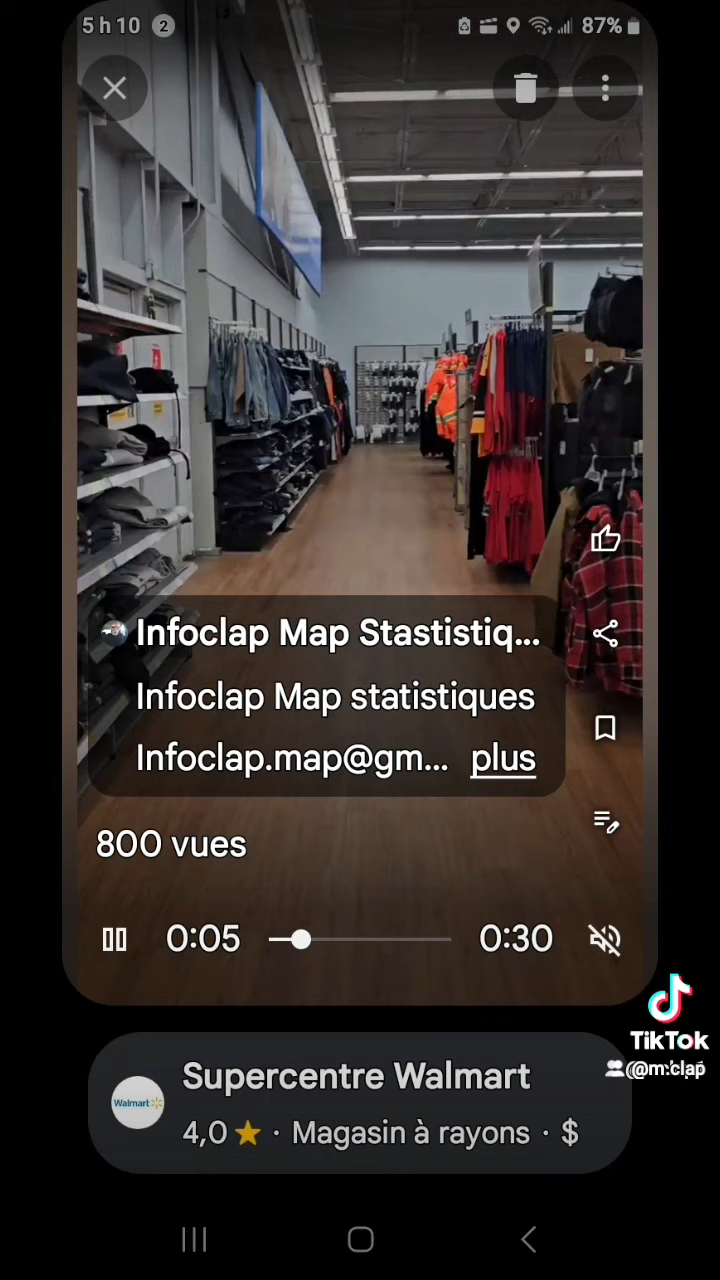 5 h 10 2 87%
Infoclap Map Stastistiq...
Infoclap Map statistiques
Infoclap.map@gm... plus
800 vues
0:05 0:30
TikTok
Supercentre Walmart
Walmart
4,0 · Magasin à rayons · $